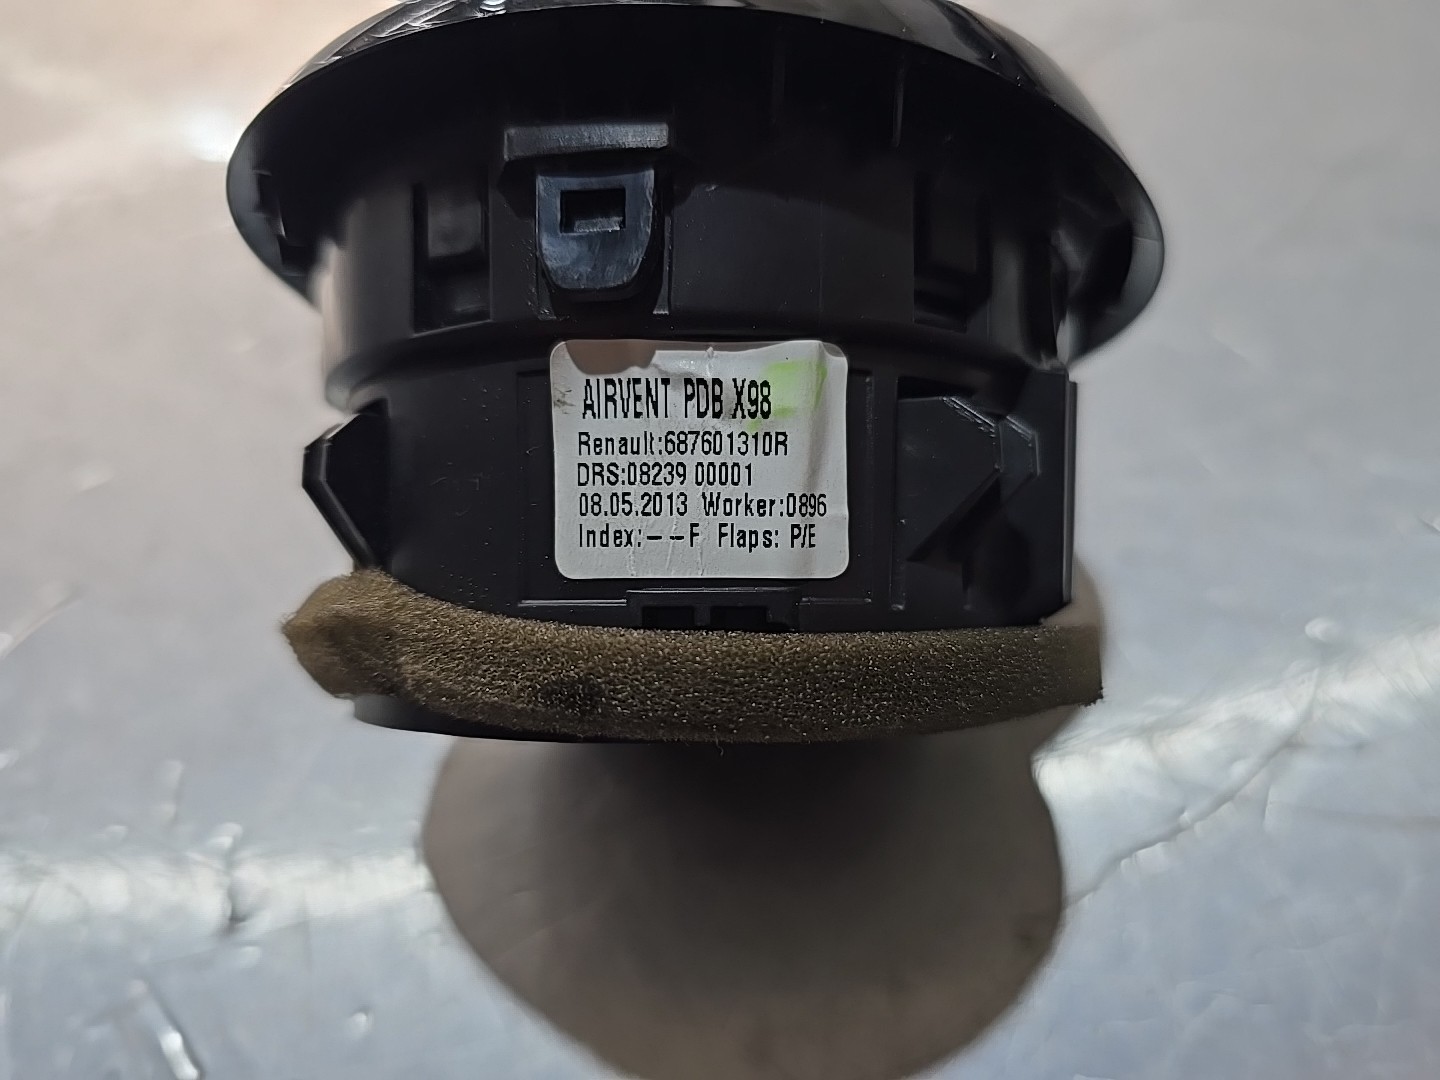 AIRVENT PDB X98
Renault:687601310R
DRS:08239 00001
08.05.2013 Worker:0896
Index:--F Flaps: P/E